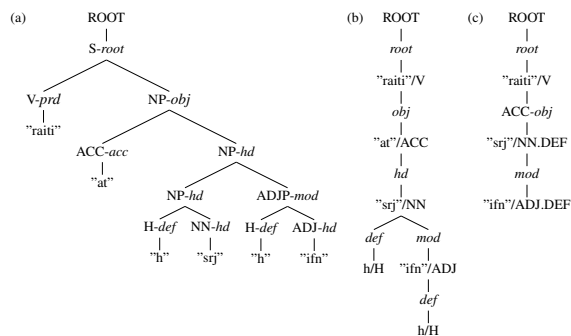 (a) ROOT (b) ROOT (c) ROOT
S-root root root
"raiti"/V "raiti"/V
V-prd NP-obj obj ACC-obj
"raiti" "at"/ACC "srj"/NN.DEF
ACC-acc NP-hd hd mod
"at" "srj"/NN "ifn"/ADJ.DEF
NP-hd ADJP-mod def mod
H-def NN-hd H-def ADJ-hd h/H "ifn"/ADJ
"h" "srj" "h" "ifn" def
h/H